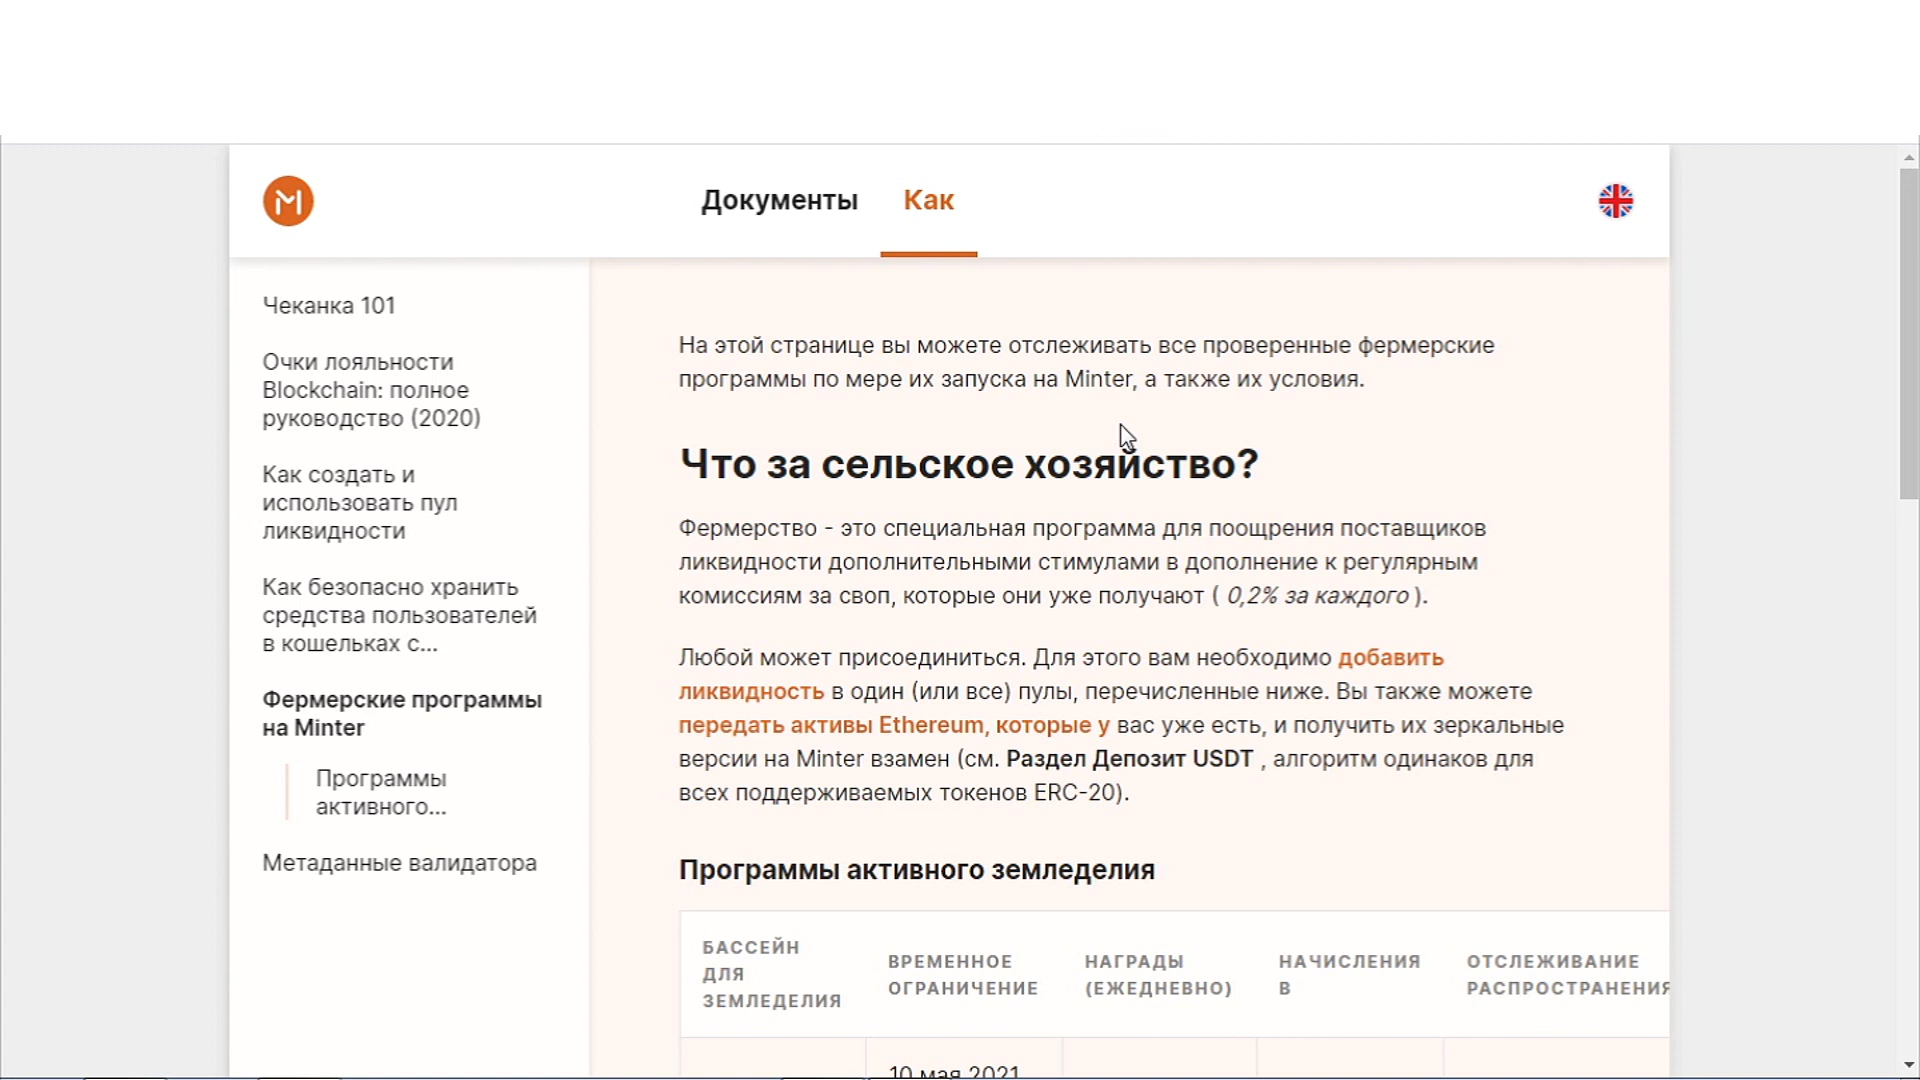 Документы Как
Чеканка 101
Очки лояльности
Blockchain: полное
руководство (2020)
Как создать и
использовать пул
ликвидности
Как безопасно хранить
средства пользователей
в кошельках с...
Фермерские программы
на Minter
Программы
активного...
Метаданные валидатора
На этой странице вы можете отслеживать все проверенные фермерские
программы по мере их запуска на Minter, а также их условия.
Что за сельское хозяйство?
Фермерство - это специальная программа для поощрения поставщиков
ликвидности дополнительными стимулами в дополнение к регулярным
комиссиям за своп, которые они уже получают ( 0,2% за каждого ).
Любой может присоединиться. Для этого вам необходимо добавить
ликвидность в один (или все) пулы, перечисленные ниже. Вы также можете
передать активы Ethereum, которые у вас уже есть, и получить их зеркальные
версии на Minter взамен (см. Раздел Депозит USDT , алгоритм одинаков для
всех поддерживаемых токенов ERC-20).
Программы активного земледелия
БАССЕЙН
ДЛЯ
ЗЕМЛЕДЕЛИЯ
ВРЕМЕННОЕ
ОГРАНИЧЕНИЕ
НАГРАДЫ
(ЕЖЕДНЕВНО)
НАЧИСЛЕНИЯ
В
ОТСЛЕЖИВАНИЕ
РАСПРОСТРАНЕНИЯ
10 мая 2021